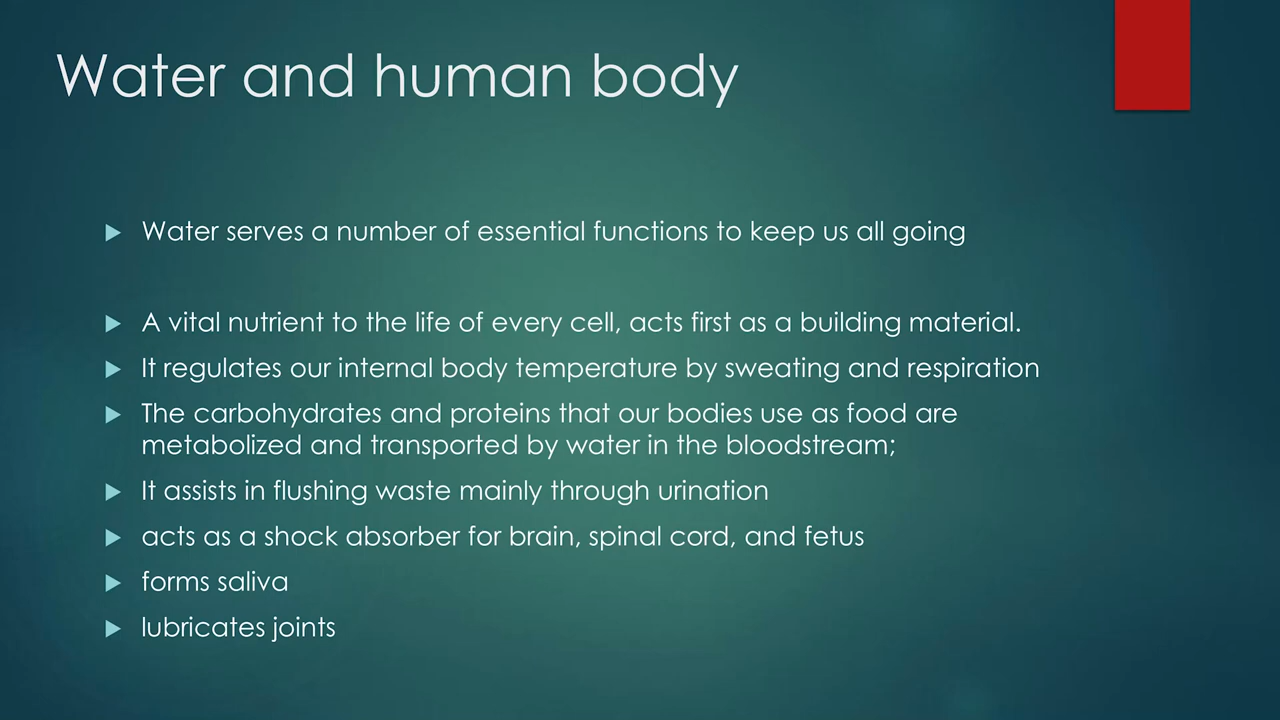 Water and human body
Water serves a number of essential functions to keep us all going
A vital nutrient to the life of every cell, acts first as a building material.
It regulates our internal body temperature by sweating and respiration
The carbohydrates and proteins that our bodies use as food are
metabolized and transported by water in the bloodstream;
It assists in flushing waste mainly through urination
acts as a shock absorber for brain, spinal cord, and fetus
forms saliva
lubricates joints